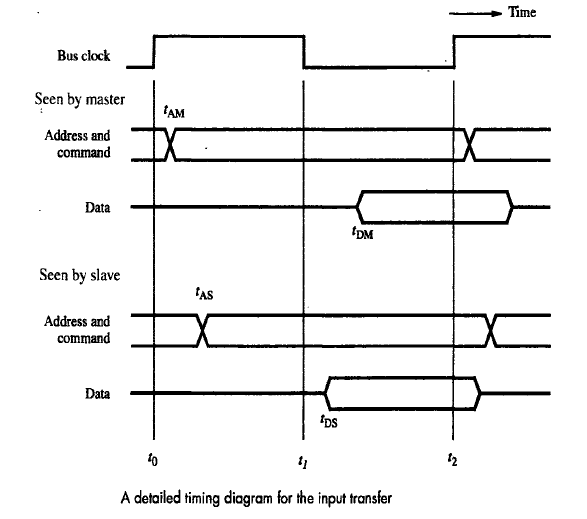 Time
Bus clock
Seen by master
tAM
Address and
command
Data
tDM
Seen by slave
tAS
Address and
command
Data
tDS
t0
t1
t2
A detailed timing diagram for the input transfer